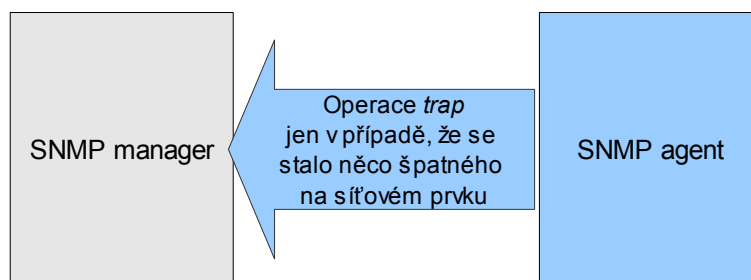 SNMP manager
Operace trap
jen v případě, že se
stalo něco špatného
na síťovém prvku
SNMP agent